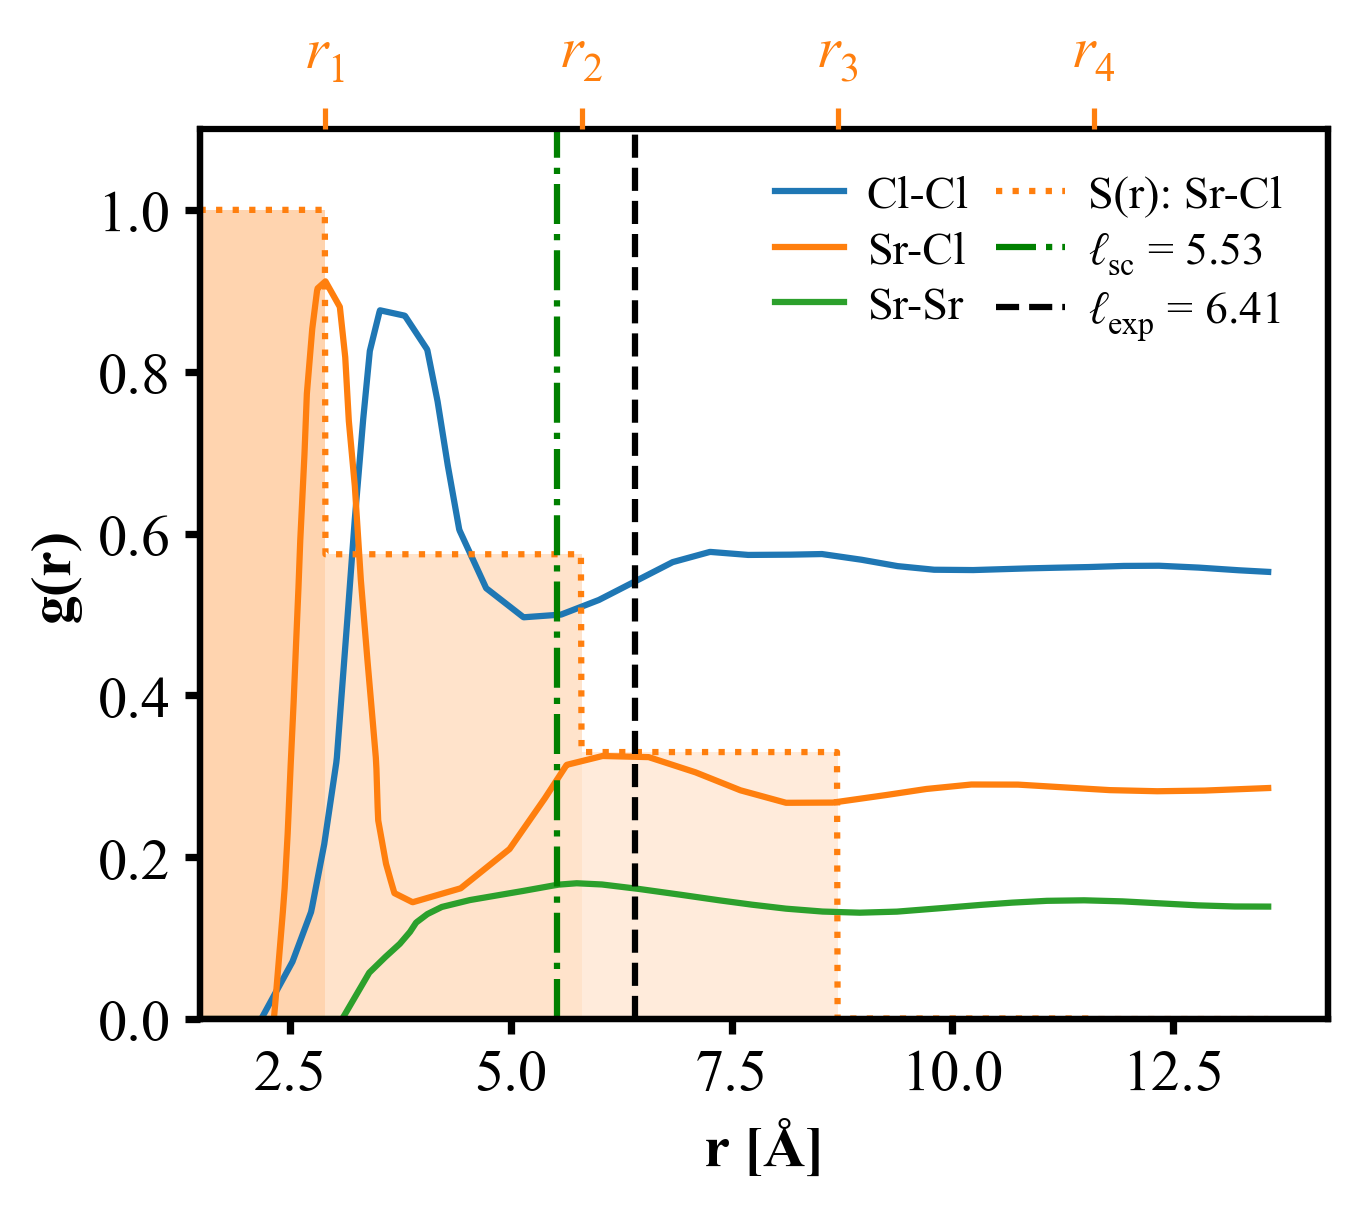 r1 r2 r3 r4
Cl-Cl
Sr-Cl
Sr-Sr
S(r): Sr-Cl
ℓsc = 5.53
ℓexp = 6.41
1.0
0.8
0.6
0.4
0.2
0.0
g(r)
2.5 5.0 7.5 10.0 12.5
r [Å]